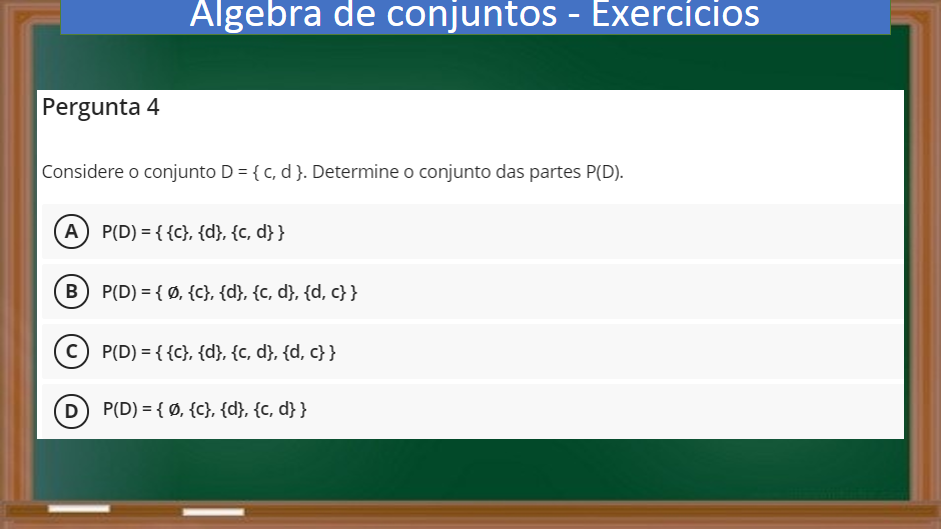 Álgebra de conjuntos - Exercícios
Pergunta 4
Considere o conjunto D = { c, d }. Determine o conjunto das partes P(D).
A P(D) = { {c}, {d}, {c, d} }
B P(D) = { ∅, {c}, {d}, {c, d}, {d, c} }
C P(D) = { {c}, {d}, {c, d}, {d, c} }
D P(D) = { ∅, {c}, {d}, {c, d} }